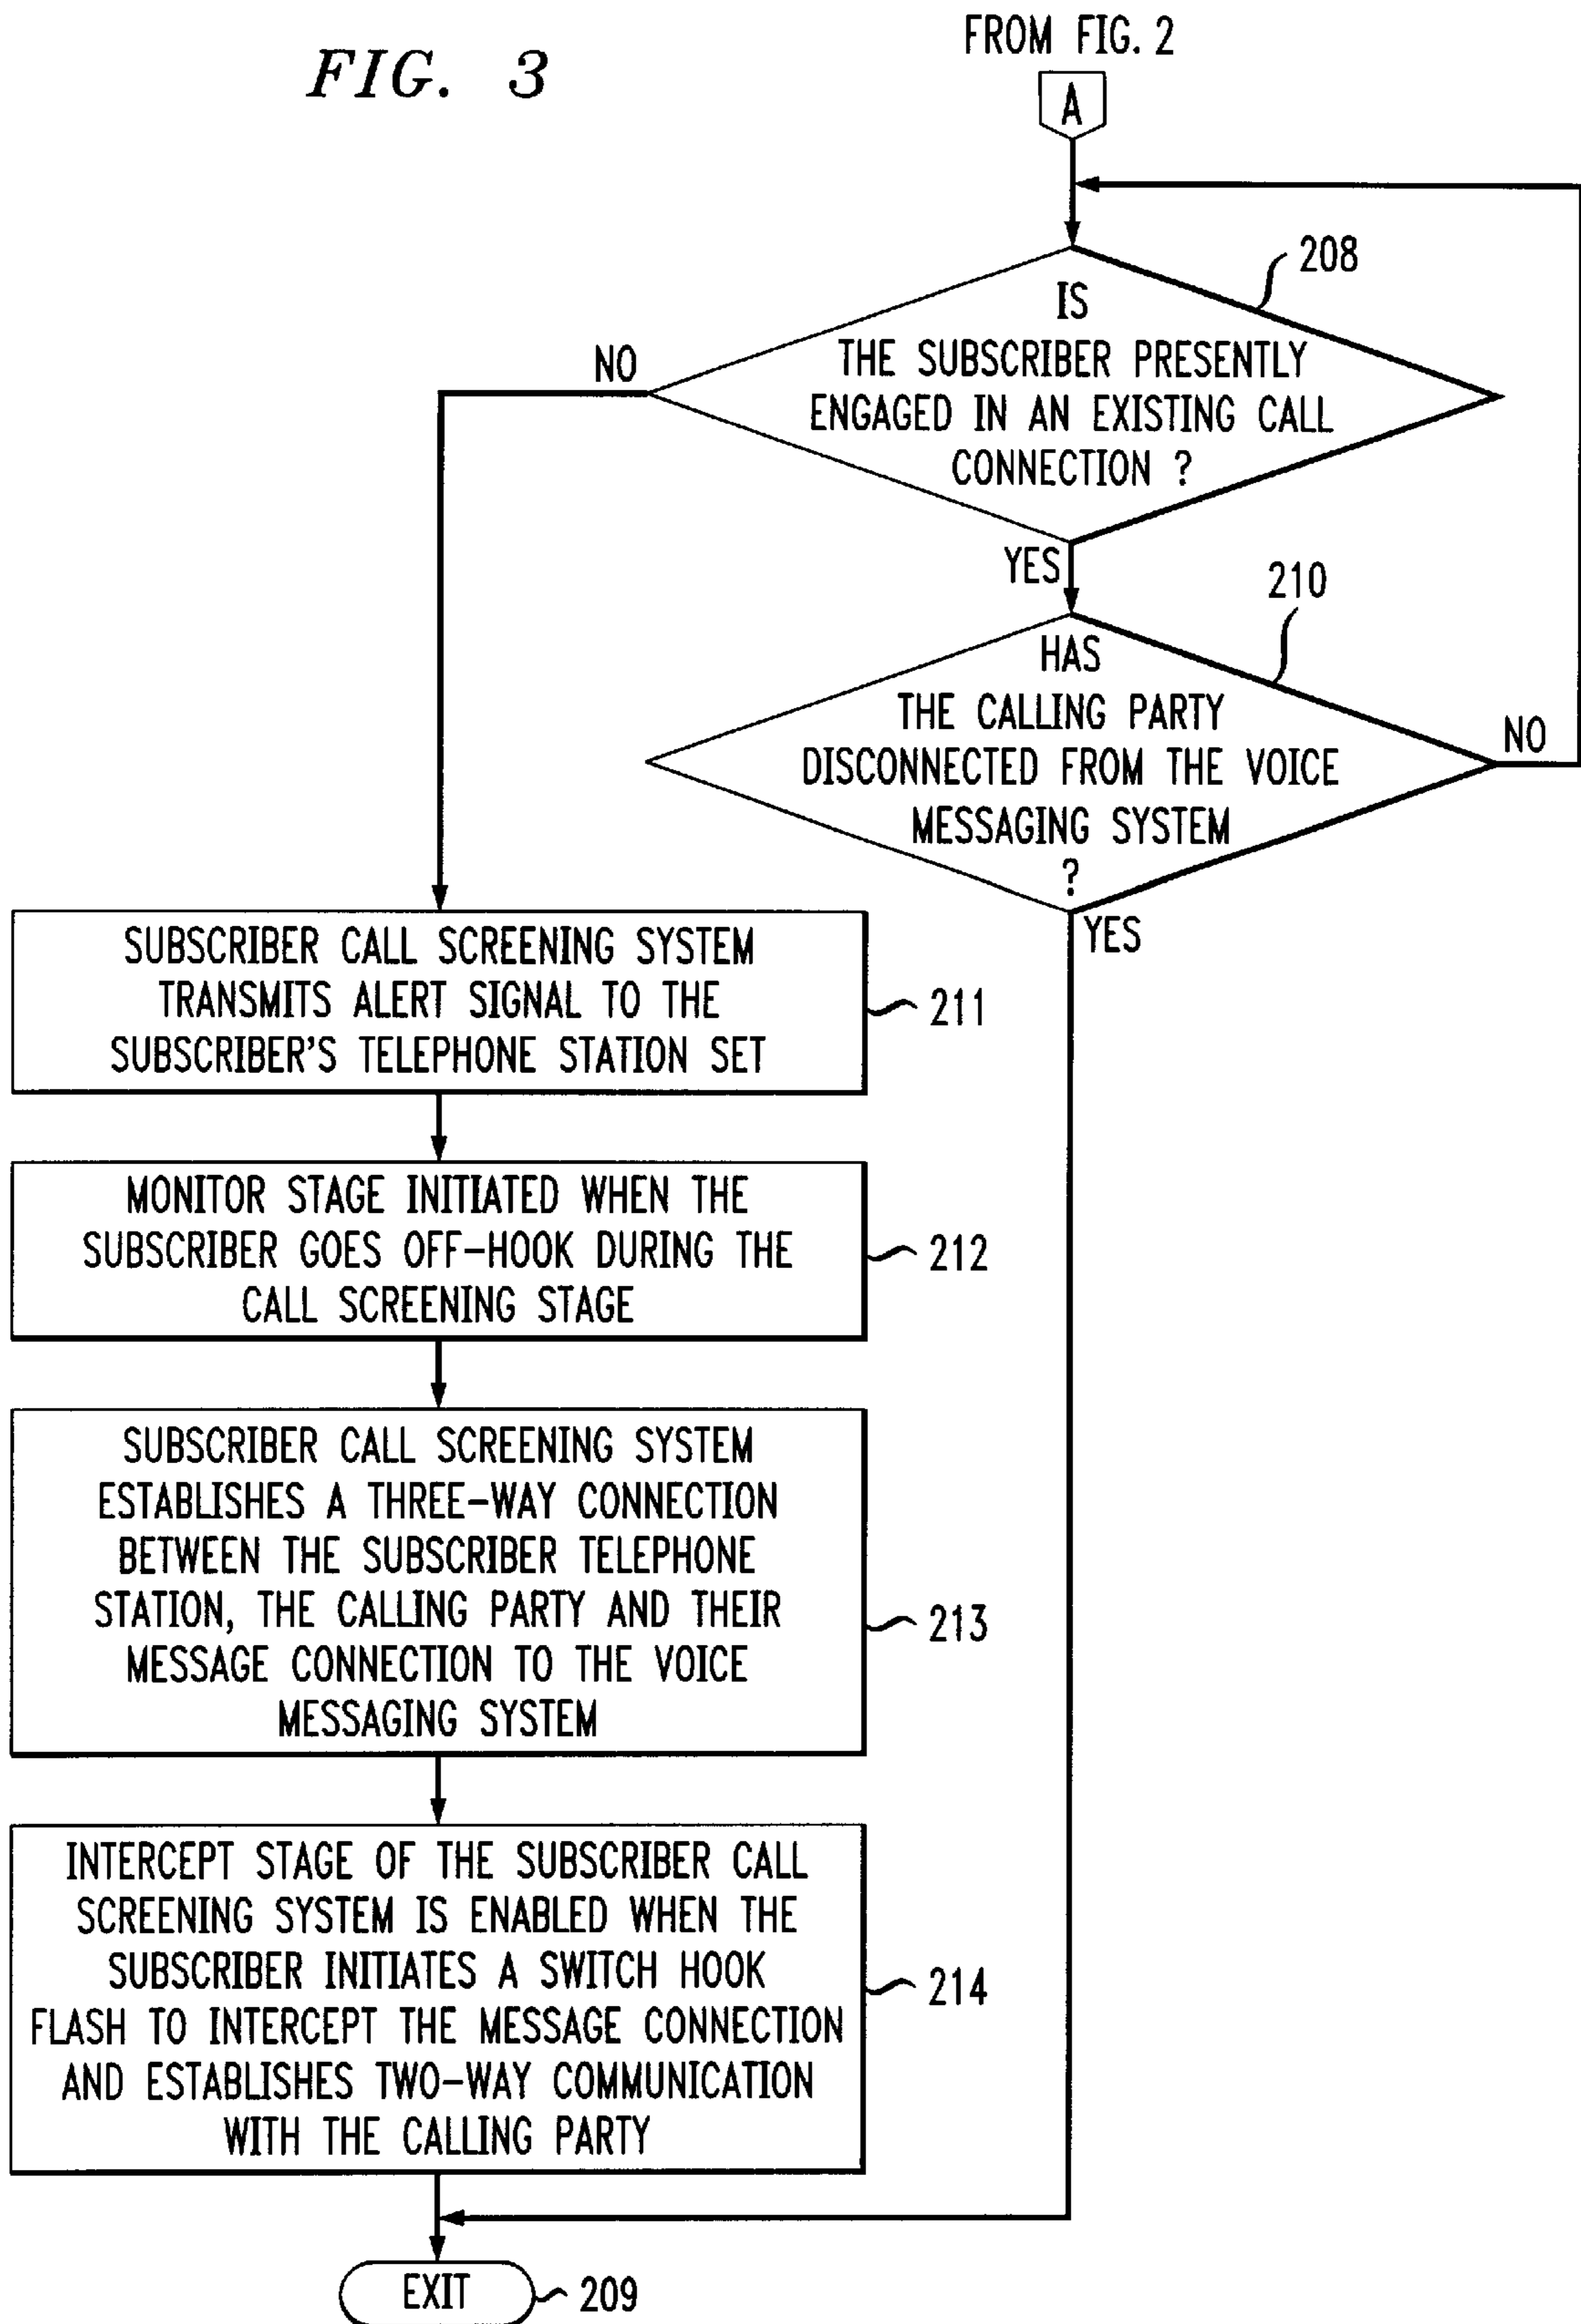 FIG. 3
FROM FIG. 2
A
208
IS
THE SUBSCRIBER PRESENTLY
ENGAGED IN AN EXISTING CALL
CONNECTION ?
NO
YES
210
HAS
THE CALLING PARTY
DISCONNECTED FROM THE VOICE
MESSAGING SYSTEM
?
NO
YES
SUBSCRIBER CALL SCREENING SYSTEM
TRANSMITS ALERT SIGNAL TO THE
SUBSCRIBER'S TELEPHONE STATION SET
211
MONITOR STAGE INITIATED WHEN THE
SUBSCRIBER GOES OFF-HOOK DURING THE
CALL SCREENING STAGE
212
SUBSCRIBER CALL SCREENING SYSTEM
ESTABLISHES A THREE-WAY CONNECTION
BETWEEN THE SUBSCRIBER TELEPHONE
STATION, THE CALLING PARTY AND THEIR
MESSAGE CONNECTION TO THE VOICE
MESSAGING SYSTEM
213
INTERCEPT STAGE OF THE SUBSCRIBER CALL
SCREENING SYSTEM IS ENABLED WHEN THE
SUBSCRIBER INITIATES A SWITCH HOOK
FLASH TO INTERCEPT THE MESSAGE CONNECTION
AND ESTABLISHES TWO-WAY COMMUNICATION
WITH THE CALLING PARTY
214
EXIT
209